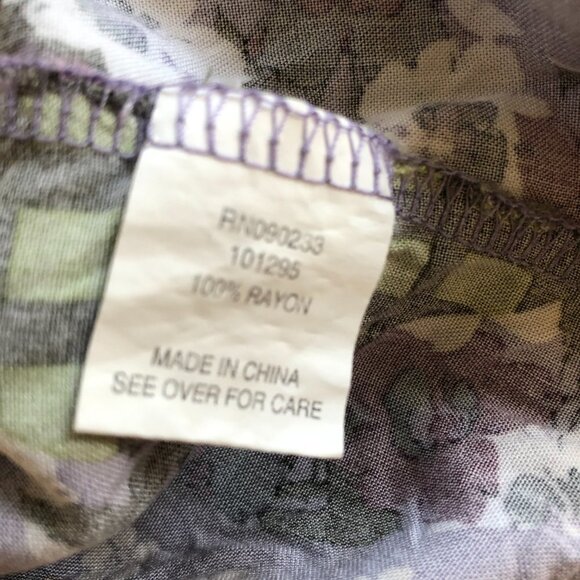 RN090233
101295
100% RAYON
MADE IN CHINA
SEE OVER FOR CARE